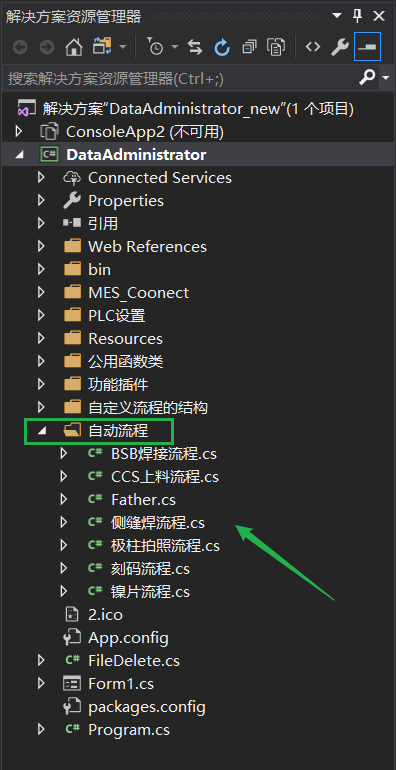 解决方案资源管理器
搜索解决方案资源管理器(Ctrl+;)
解决方案“DataAdministrator_new”(1 个项目)
ConsoleApp2 (不可用)
DataAdministrator
Connected Services
Properties
引用
Web References
bin
MES_Coonect
PLC设置
Resources
公用函数类
功能插件
自定义流程的结构
自动流程
BSB焊接流程.cs
CCS上料流程.cs
Father.cs
侧缝焊流程.cs
极柱拍照流程.cs
刻码流程.cs
镍片流程.cs
2.ico
App.config
FileDelete.cs
Form1.cs
packages.config
Program.cs